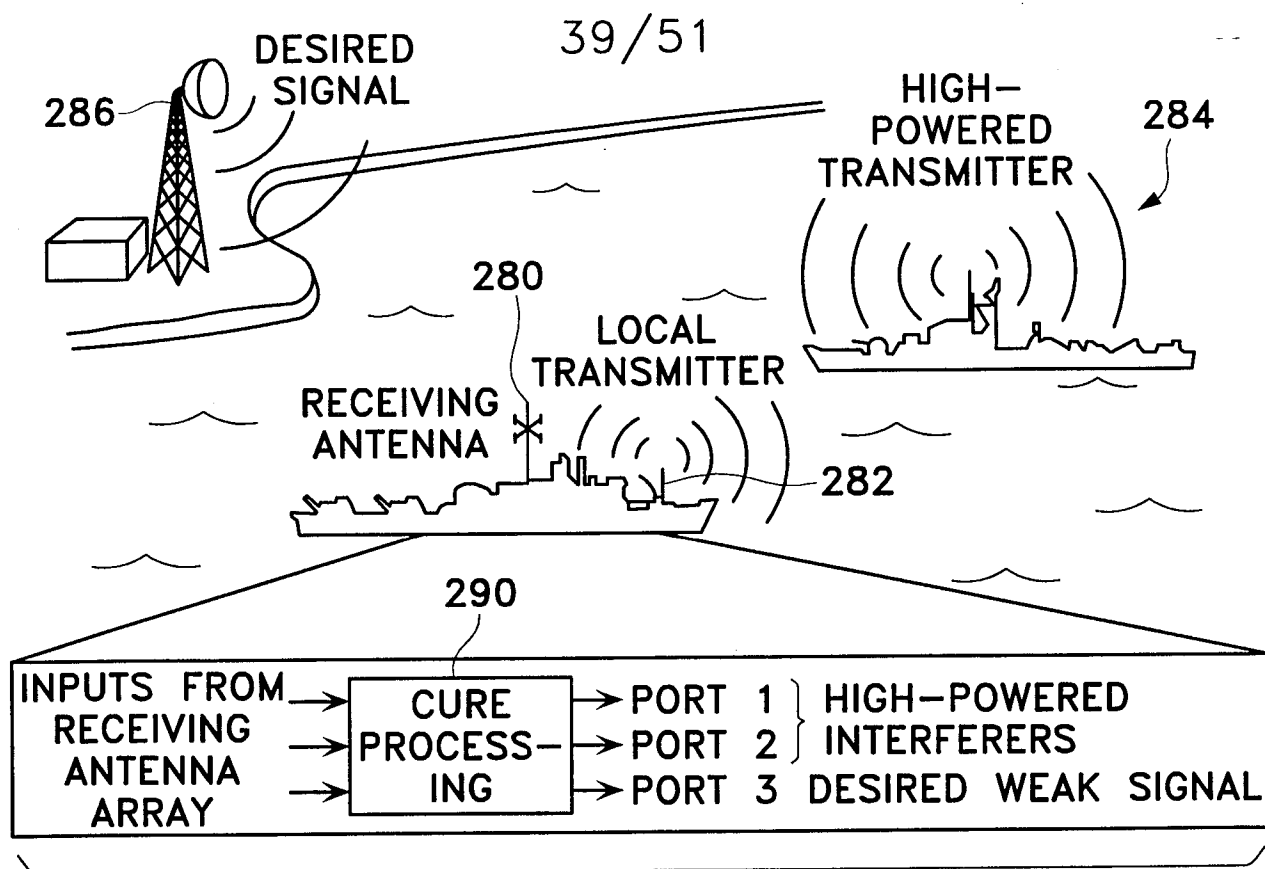 39/51
DESIRED
SIGNAL
286
HIGH-
POWERED
TRANSMITTER
284
280
LOCAL
TRANSMITTER
RECEIVING
ANTENNA
282
290
INPUTS FROM
RECEIVING
ANTENNA
ARRAY
CURE
PROCESS-
ING
PORT 1
PORT 2
HIGH-POWERED
INTERFERERS
PORT 3 DESIRED WEAK SIGNAL